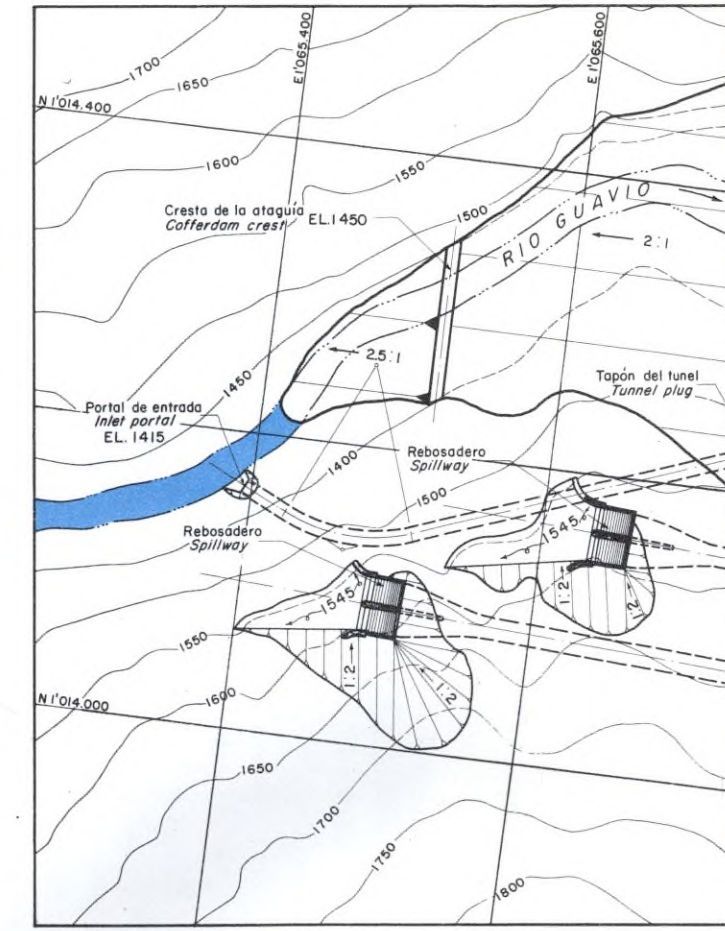 E 1'065.400
E 1'065.600
1700
1650
N 1'014.400
1600
1550
1500
RIO GUAVIO
Cresta de la ataguía
Cofferdam crest
EL. 1450
2:1
2.5:1
1450
Portal de entrada
Inlet portal
EL. 1415
Tapón del tunel
Tunnel plug
1400
Rebosadero
Spillway
1500
Rebosadero
Spillway
1545
1:2
1:2
1545
1:2
1:2
1550
1600
N 1'014.000
1650
1700
1750
1800